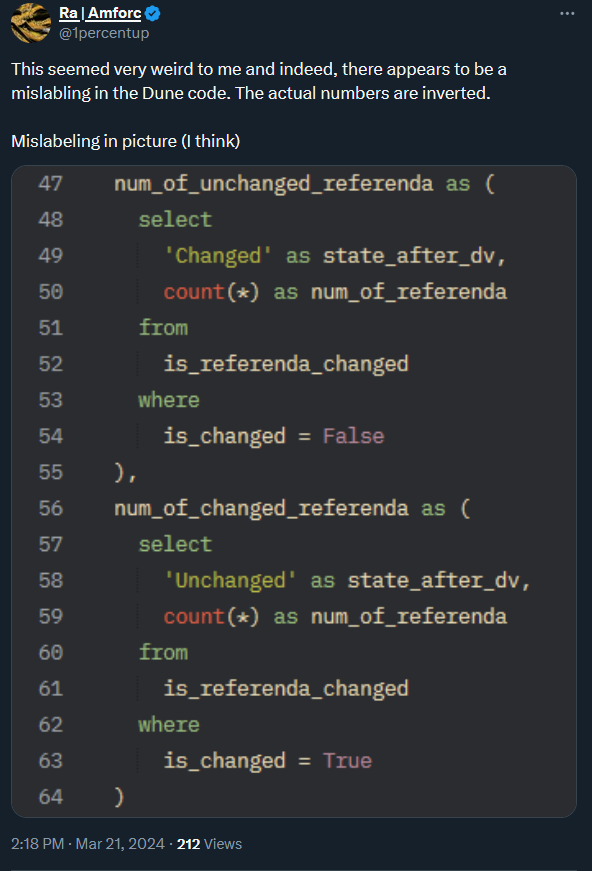 Ra | Amforc
@1percentup
This seemed very weird to me and indeed, there appears to be a
mislabling in the Dune code. The actual numbers are inverted.
Mislabeling in picture (I think)
47 num_of_unchanged_referenda as (
48 select
49 'Changed' as state_after_dv,
50 count(*) as num_of_referenda
51 from
52 is_referenda_changed
53 where
54 is_changed = False
55 ),
56 num_of_changed_referenda as (
57 select
58 'Unchanged' as state_after_dv,
59 count(*) as num_of_referenda
60 from
61 is_referenda_changed
62 where
63 is_changed = True
64 )
2:18 PM · Mar 21, 2024 · 212 Views